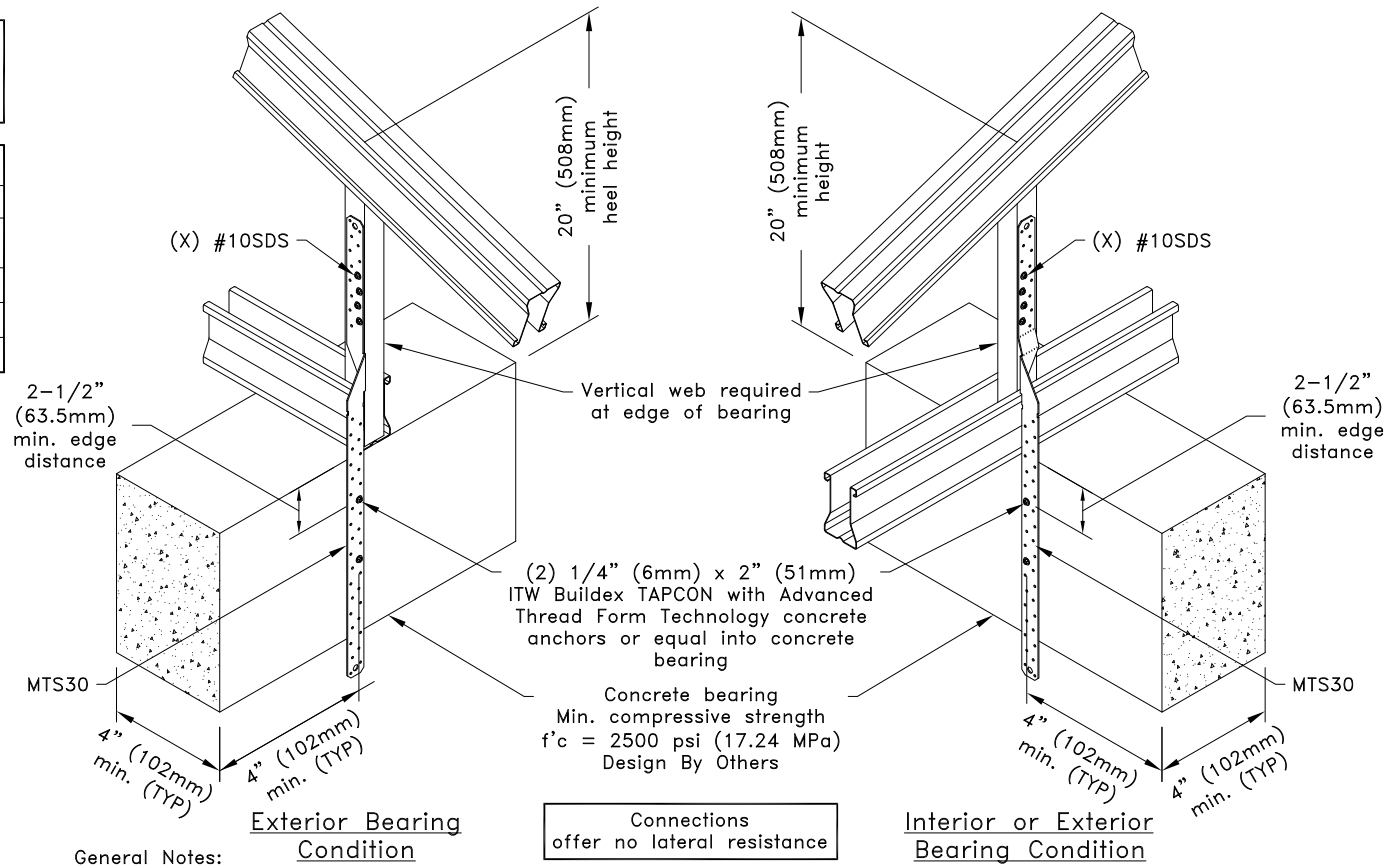 20” (508mm)
minimum
heel height
20” (508mm)
minimum
height
(X) #10SDS
(X) #10SDS
2-1/2”
(63.5mm)
min. edge
distance
Vertical web required
at edge of bearing
2-1/2”
(63.5mm)
min. edge
distance
(2) 1/4” (6mm) x 2” (51mm)
ITW Buildex TAPCON with Advanced
Thread Form Technology concrete
anchors or equal into concrete
bearing
MTS30
MTS30
Concrete bearing
Min. compressive strength
f'c = 2500 psi (17.24 MPa)
Design By Others
4” (102mm)
min. (TYP)
4” (102mm)
min. (TYP)
4” (102mm)
min. (TYP)
4” (102mm)
min. (TYP)
Exterior Bearing
Condition
Connections
offer no lateral resistance
Interior or Exterior
Bearing Condition
General Notes: